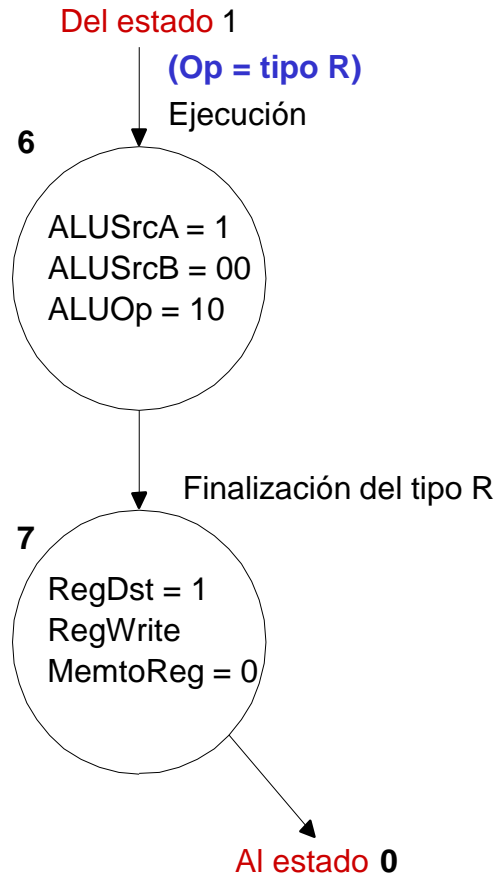 Del estado 1
(Op = tipo R)
Ejecución
6
ALUSrcA = 1
ALUSrcB = 00
ALUOp = 10
Finalización del tipo R
7
RegDst = 1
RegWrite
MemtoReg = 0
Al estado 0